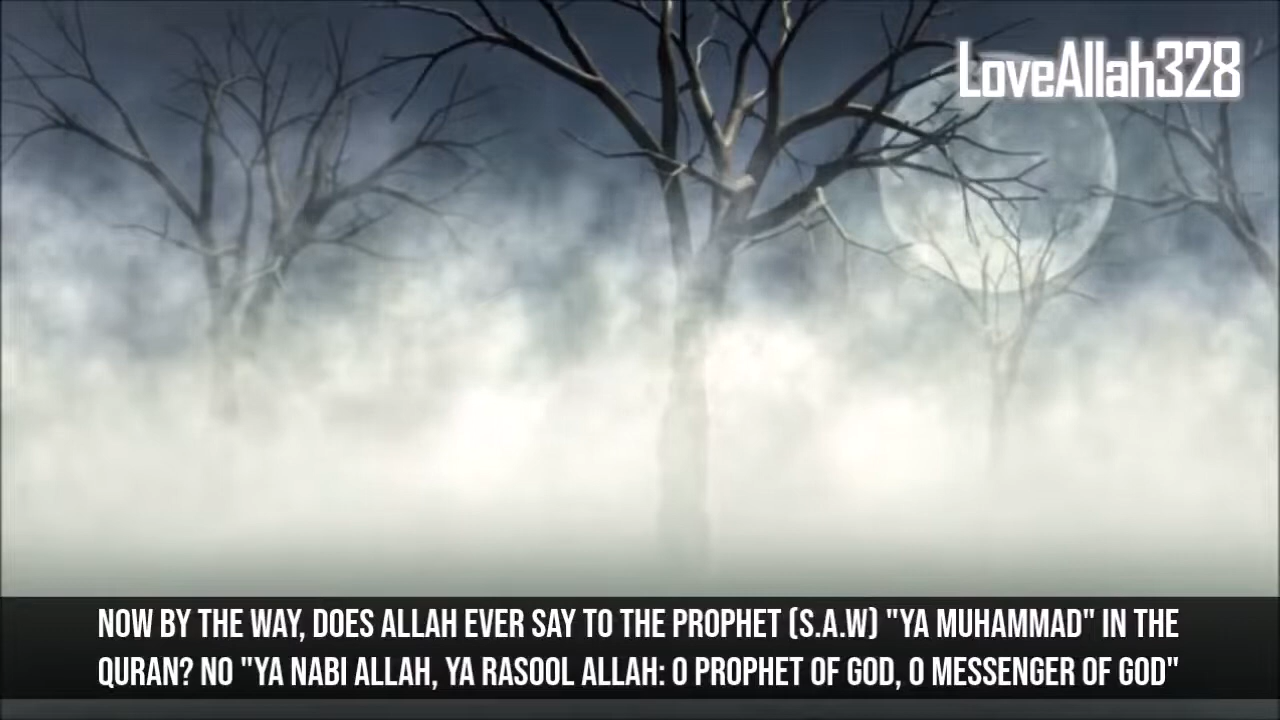 LoveAllah328
NOW BY THE WAY, DOES ALLAH EVER SAY TO THE PROPHET (S.A.W) "YA MUHAMMAD" IN THE
QURAN? NO "YA NABI ALLAH, YA RASOOL ALLAH: O PROPHET OF GOD, O MESSENGER OF GOD"